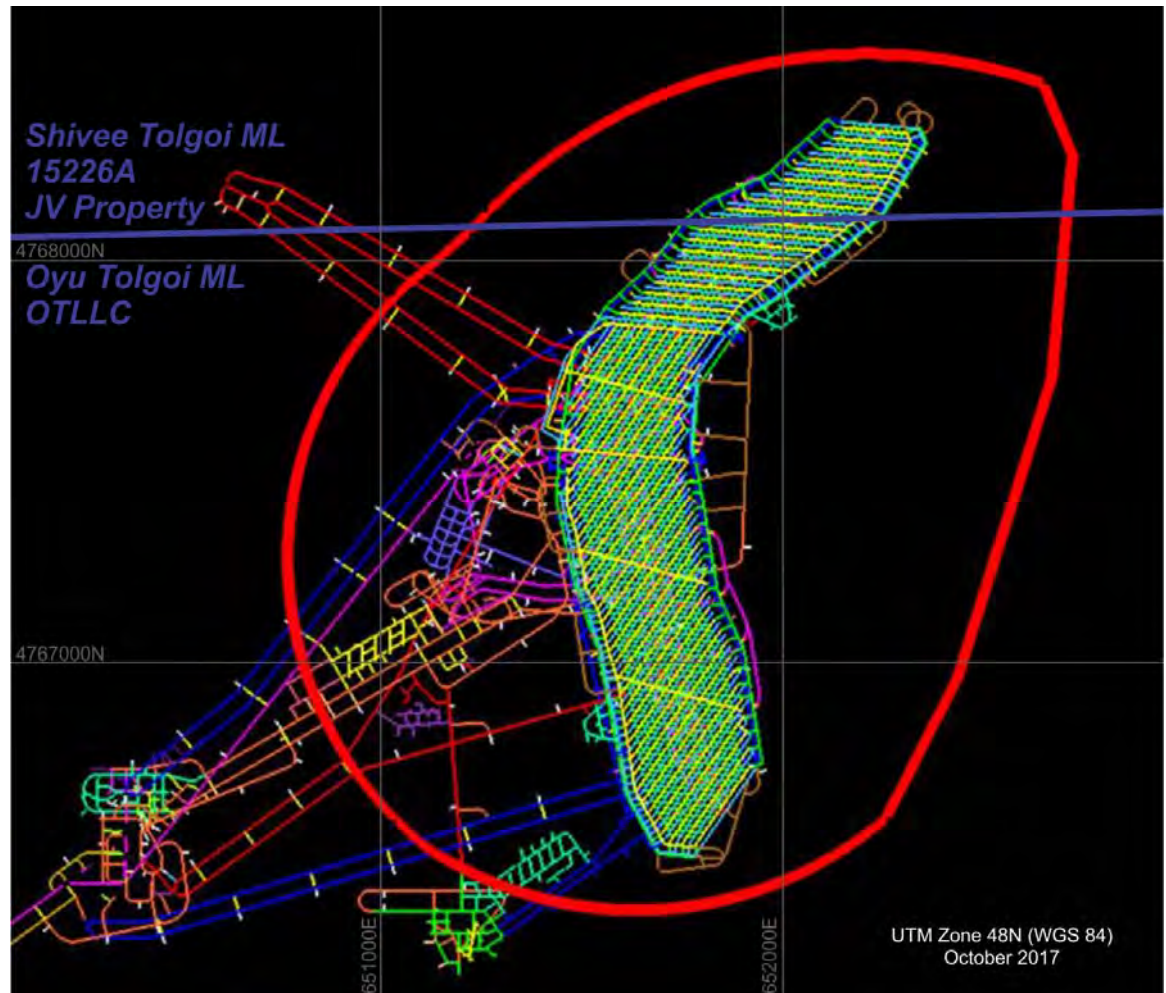 Shivee Tolgoi ML
15226A
JV Property
4768000N
Oyu Tolgoi ML
OTLLC
4767000N
651000E
652000E
UTM Zone 48N (WGS 84)
October 2017